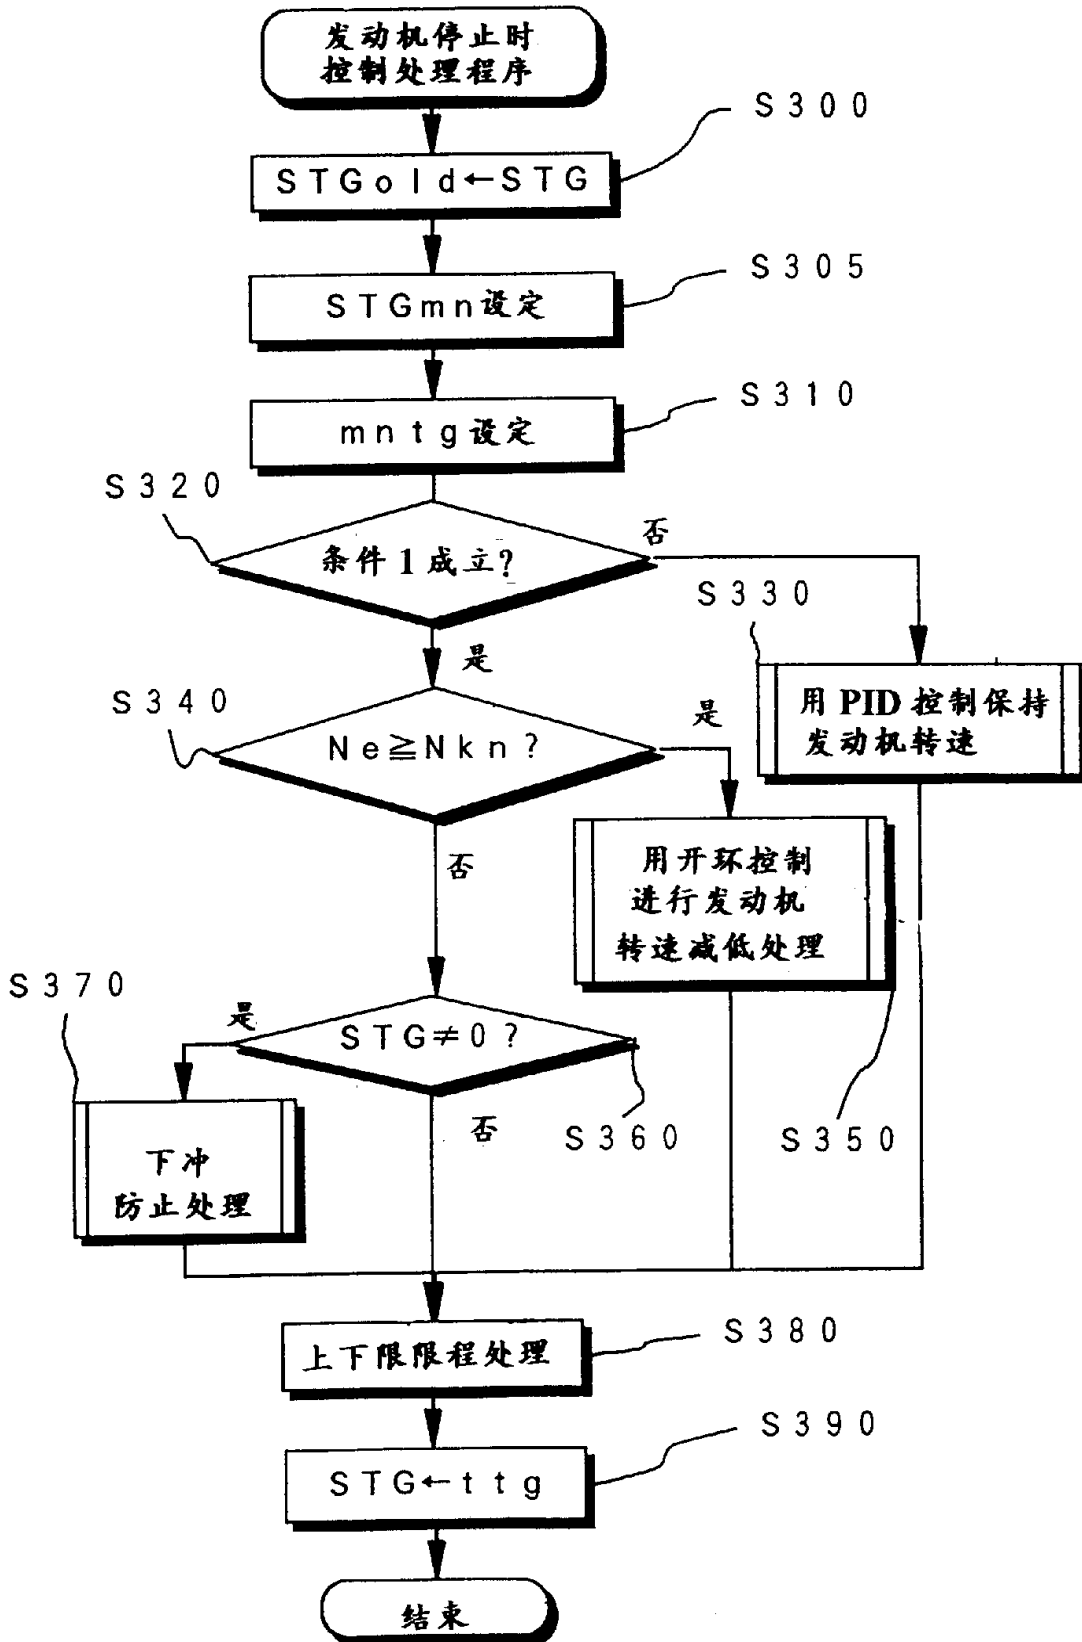 发动机停止时
控制处理程序
S300
STGold←STG
S305
STGmn设定
S310
mntg设定
S320
条件1成立?
否
是
S330
用PID控制保持
发动机转速
S340
Ne≧Nkn?
是
否
用开环控制
进行发动机
转速减低处理
S350
S370
是
STG≠0?
否
S360
下冲
防止处理
S380
上下限限程处理
S390
STG←ttg
结束